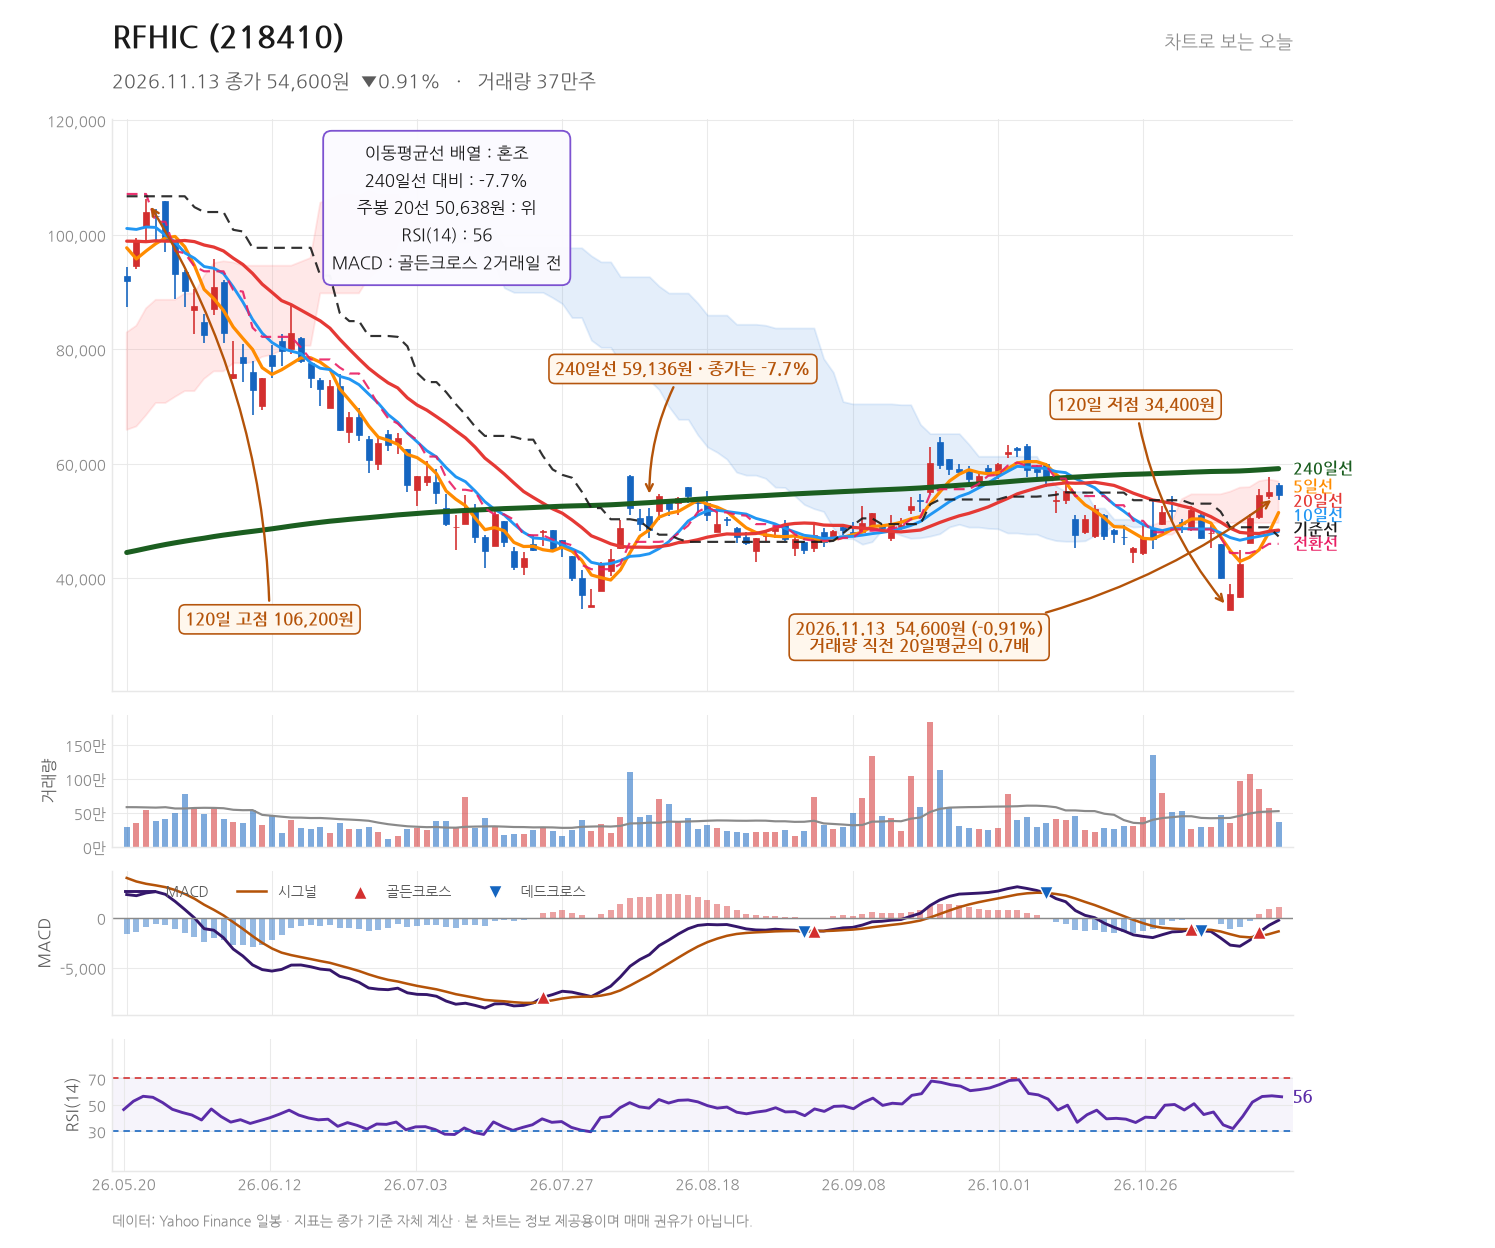 RFHIC (218410)
차트로 보는 오늘
2026.11.13 종가 54,600원 ▼0.91% · 거래량 37만주
120,000
100,000
80,000
60,000
40,000
이동평균선 배열 : 혼조
240일선 대비 : -7.7%
주봉 20선 50,638원 : 위
RSI(14) : 56
MACD : 골든크로스 2거래일 전
240일선 59,136원 · 종가는 -7.7%
120일 저점 34,400원
120일 고점 106,200원
2026.11.13 54,600원 (-0.91%)
거래량 직전 20일평균의 0.7배
240일선
5일선
20일선
10일선
기준선
전환선
거래량
150만
100만
50만
0만
MACD
MACD
시그널
골든크로스
데드크로스
0
-5,000
RSI(14)
70
50
30
56
26.05.20
26.06.12
26.07.03
26.07.27
26.08.18
26.09.08
26.10.01
26.10.26
데이터: Yahoo Finance 일봉 · 지표는 종가 기준 자체 계산 · 본 차트는 정보 제공용이며 매매 권유가 아닙니다.